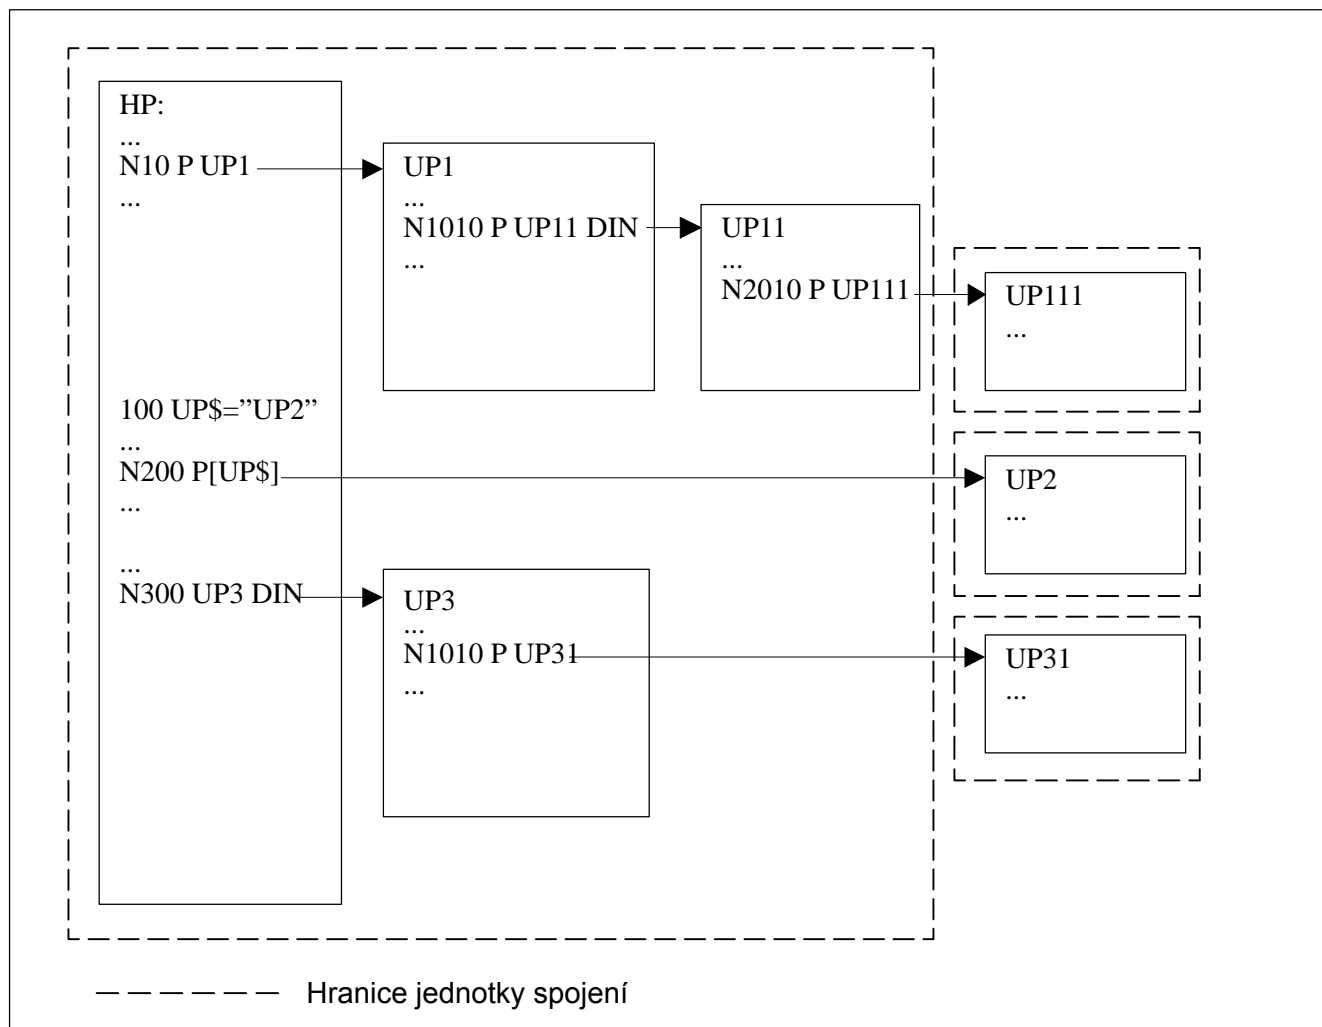 HP:
...
N10 P UP1
...
100 UP$=”UP2”
...
N200 P[UP$]
...
...
N300 UP3 DIN
UP1
...
N1010 P UP11 DIN
...
UP11
...
N2010 P UP111
UP111
...
UP2
...
UP3
...
N1010 P UP31
...
UP31
...
Hranice jednotky spojení